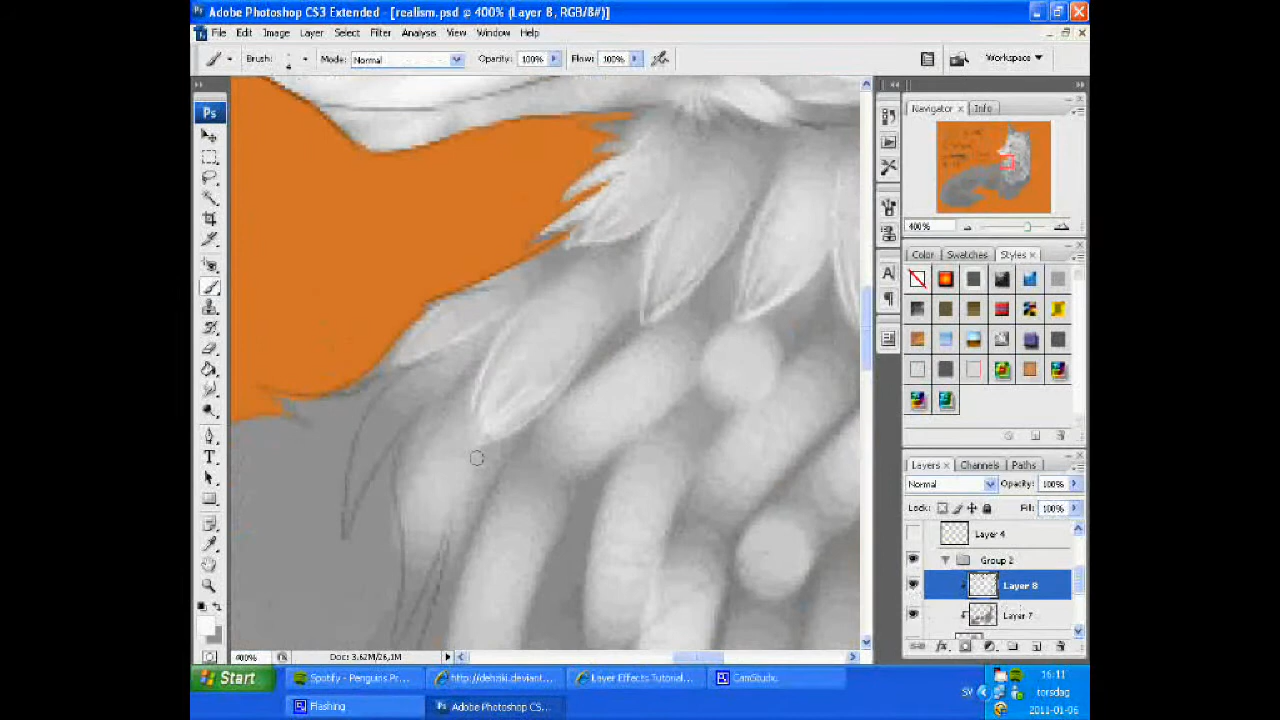 Adobe Photoshop CS3 Extended - [realism.psd @ 400% (Layer 8, RGB/8#)]
File Edit Image Layer Select Filter Analysis View Window Help
Brush: Mode: Normal Opacity: 100% Flow: 100% Workspace
Ps
Navigator × Info
400%
Color Swatches Styles ×
A
Layers × Channels Paths
Normal Opacity: 100%
Lock: Fill: 100%
Layer 4
Group 2
Layer 8
Layer 7
fx
T
400% Doc: 3,62M/26,1M
Start Spotify - Penguins Pr... Layer Effects Tutorial... CamStudio SV 16:11
torsdag
Flashing Adobe Photoshop CS... 2011-01-06